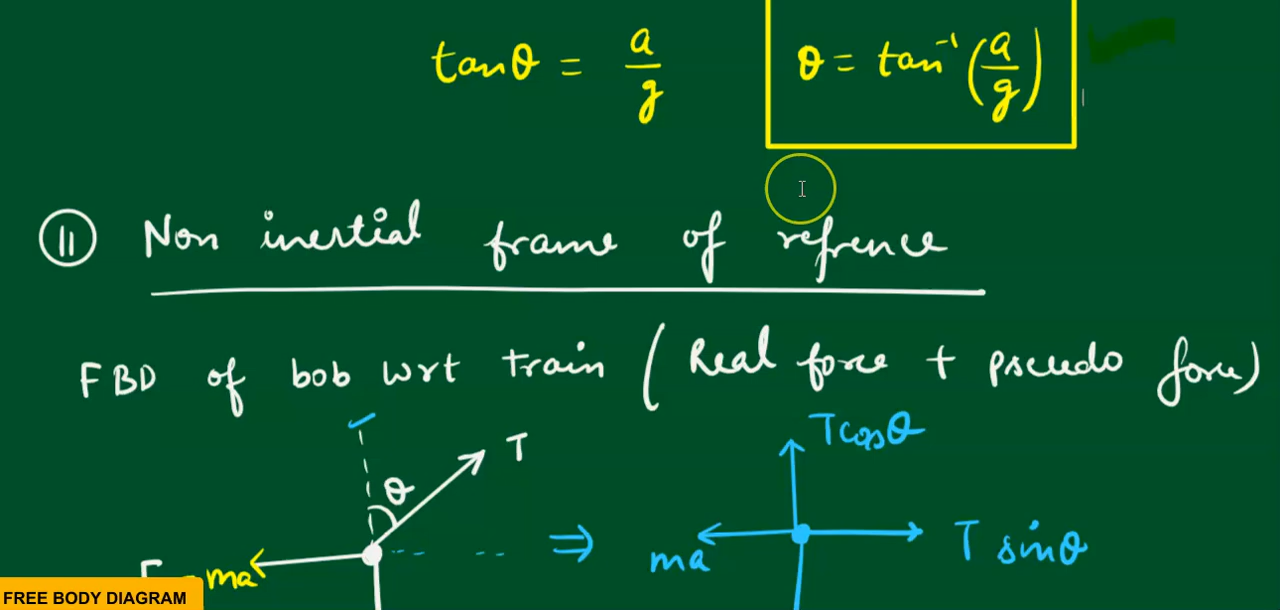 tanθ = a/g θ = tan⁻¹(a/g)
(11) Non inertial frame of refrence
FBD of bob wrt train (Real force + pseudo force)
Tcosθ
T
θ
ma T sinθ
= ma
FREE BODY DIAGRAM